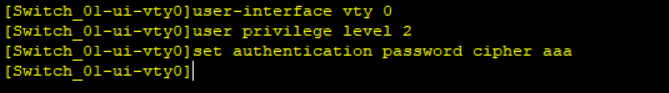 [Switch_01-ui-vty0]user-interface vty 0
[Switch_01-ui-vty0]user privilege level 2
[Switch_01-ui-vty0]set authentication password cipher aaa
[Switch_01-ui-vty0]